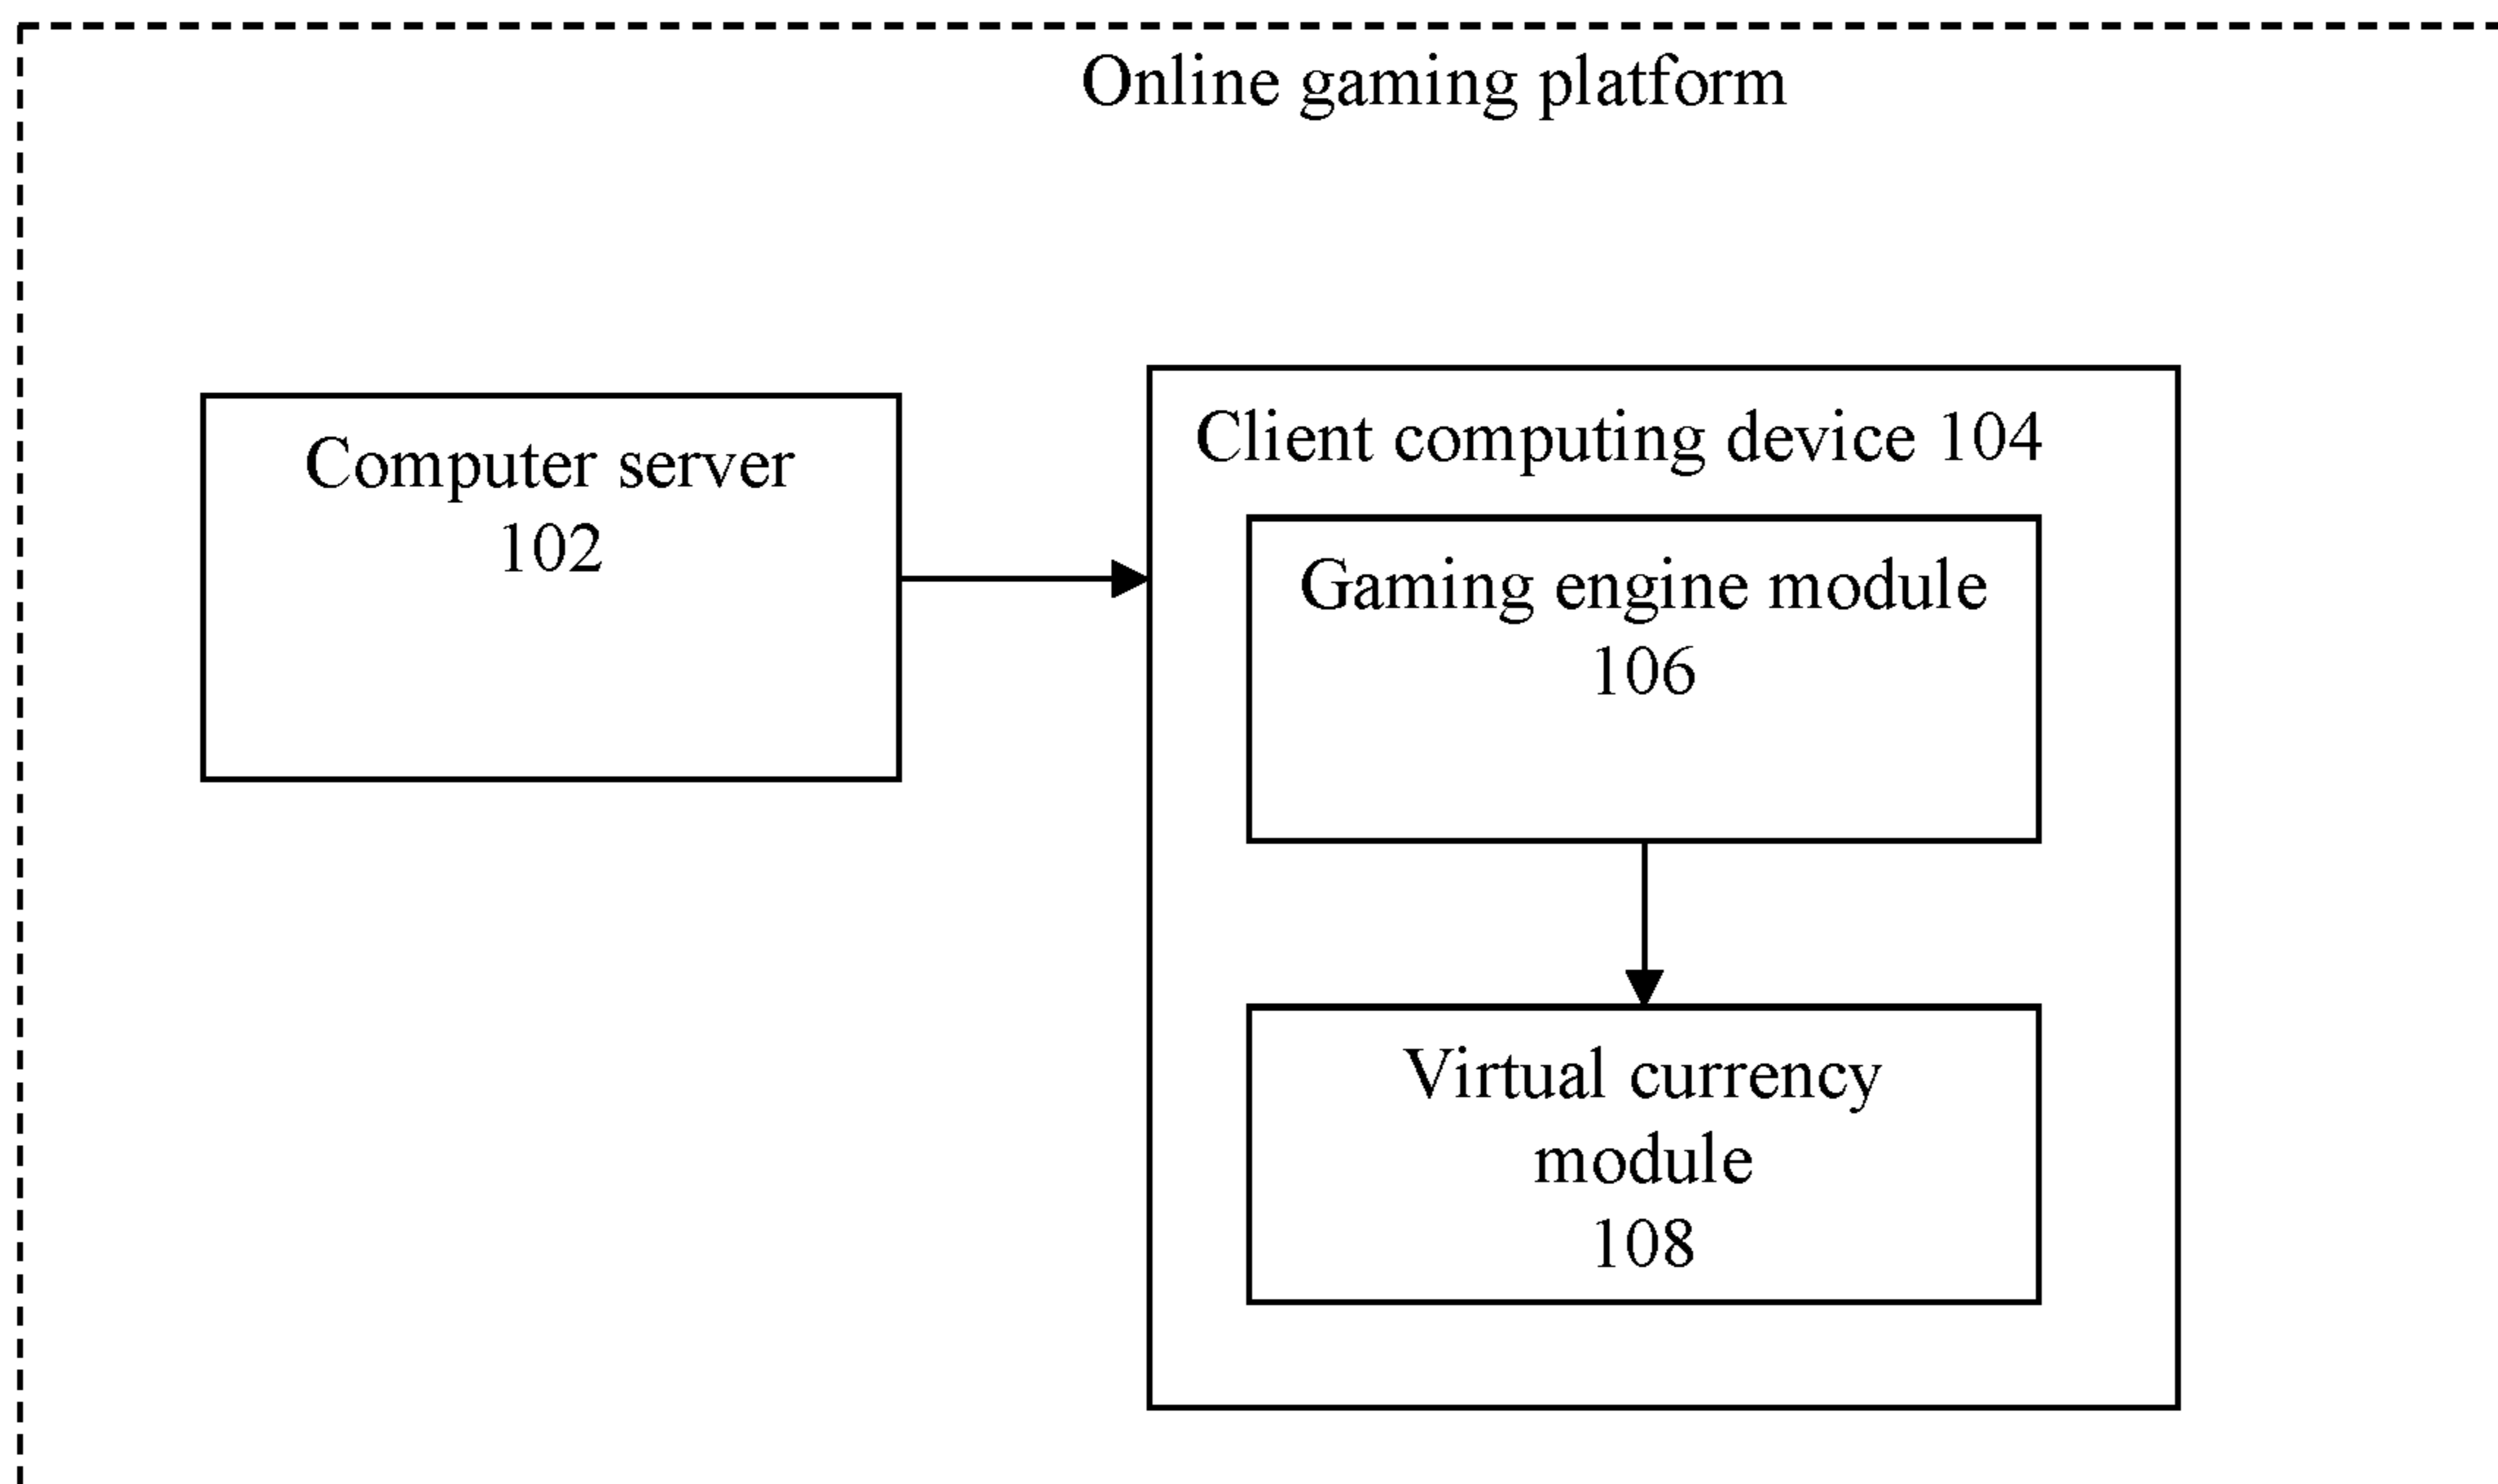 Online gaming platform
Computer server
102
Client computing device 104
Gaming engine module
106
Virtual currency
module
108